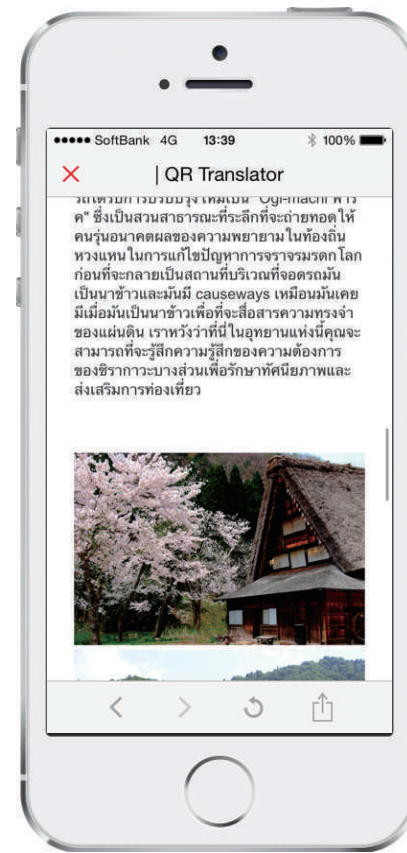 SoftBank 4G 13:39 100%
| QR Translator
"Ogi-machi พาร์
ค" ซึ่งเป็นสวนสาธารณะที่ระลึกที่จะถ่ายทอดให้
คนรุ่นอนาคตผลของความพยายามในท้องถิ่น
หวงแหนในการแก้ไขปัญหาการจราจรมรดกโลก
ก่อนที่จะกลายเป็นสถานที่บริเวณที่จอดรถมัน
เป็นนาข้าวและมันมี causeways เหมือนมันเคย
มีเมื่อมันเป็นนาข้าวเพื่อที่จะสื่อสารความทรงจำ
ของแผ่นดิน เราหวังว่าที่นี่ในอุทยานแห่งนี้คุณจะ
สามารถที่จะรู้สึกความรู้สึกของความต้องการ
ของชิรากาวะบางส่วนเพื่อรักษาทัศนียภาพและ
ส่งเสริมการท่องเที่ยว